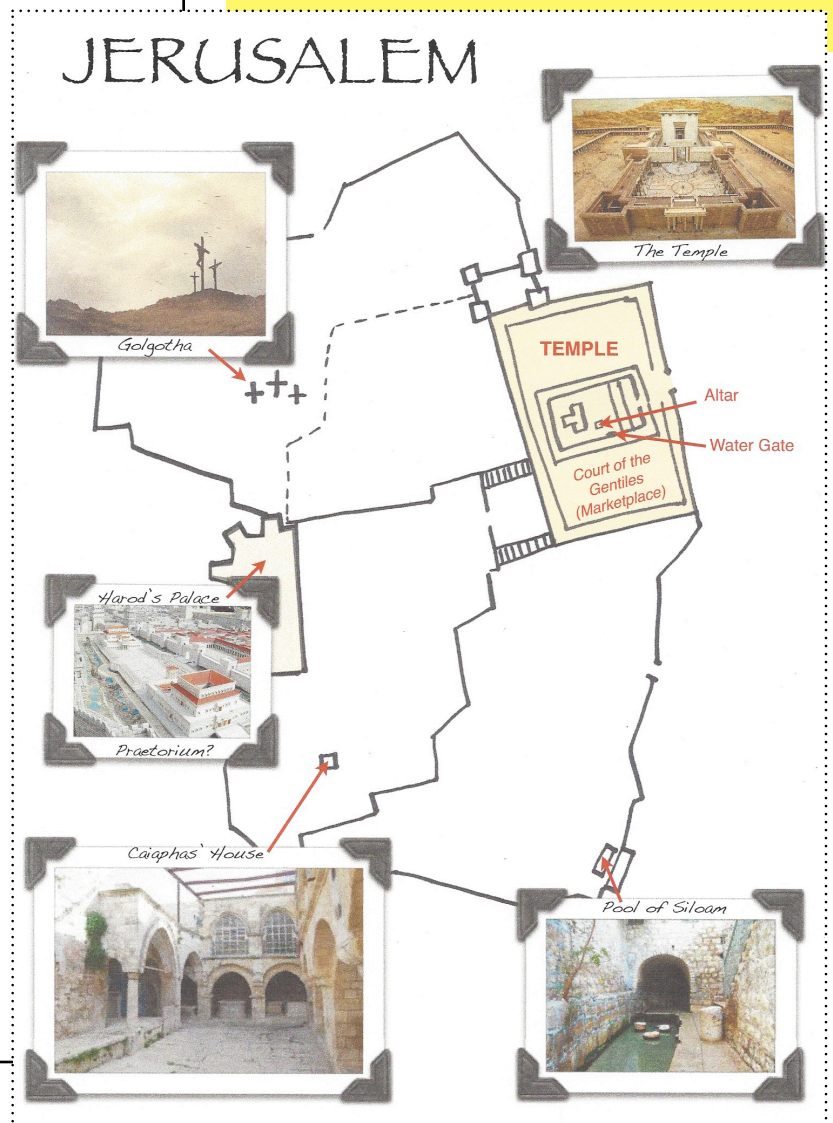 JERUSALEM
The Temple
Golgotha
TEMPLE
Altar
Water Gate
Court of the
Gentiles
(Marketplace)
Harod's Palace
Praetorium?
Caiaphas' House
Pool of Siloam